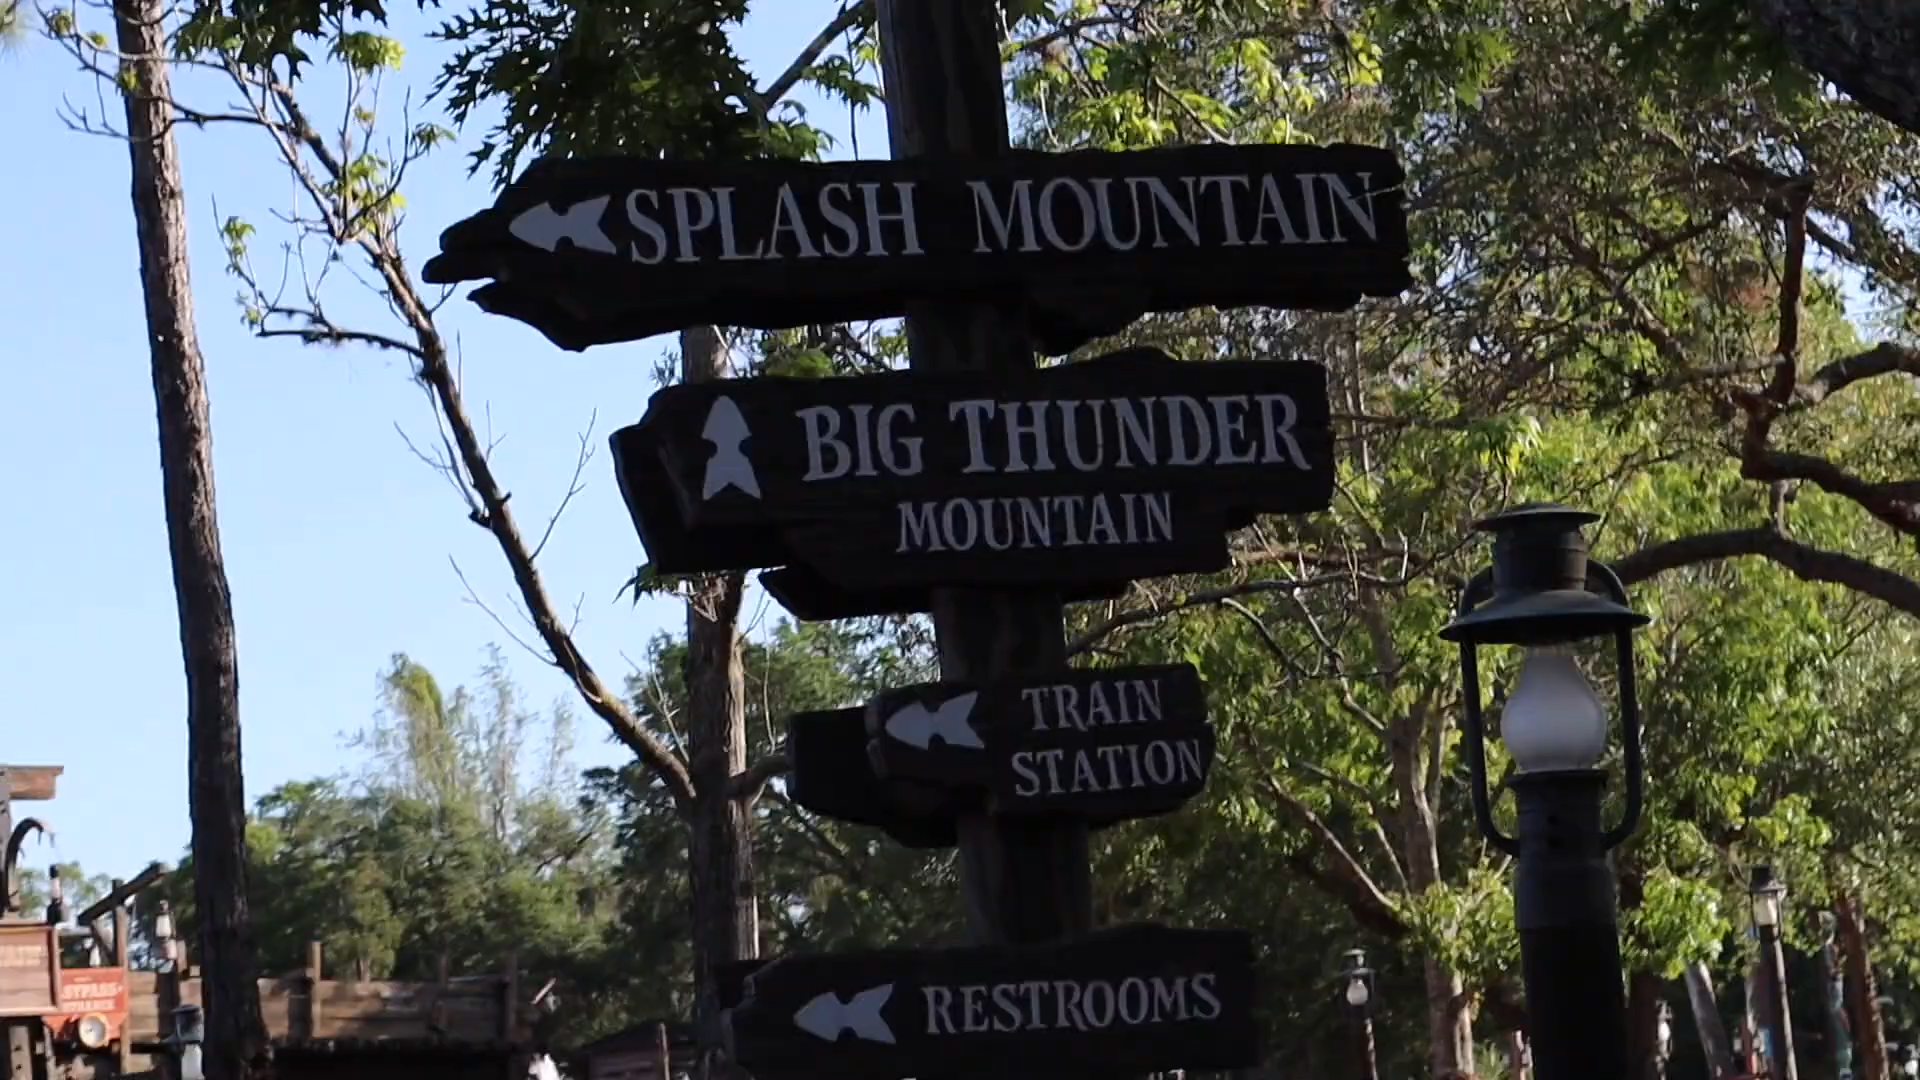 SPLASH MOUNTAIN
BIG THUNDER
MOUNTAIN
TRAIN
STATION
RESTROOMS